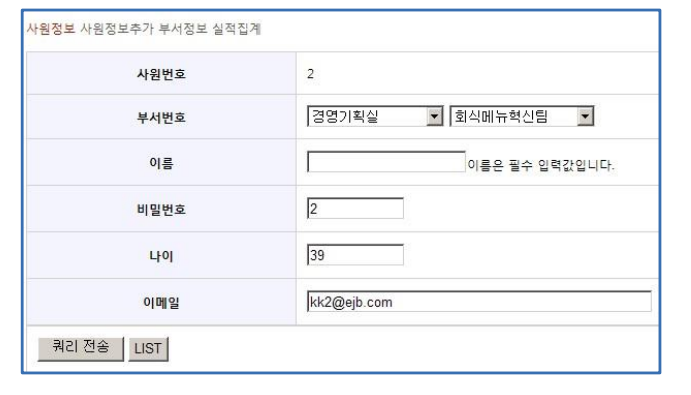 사원정보 사원정보추가 부서정보 실적집계
사원번호 2
부서번호 경영기획실 회식메뉴혁신팀
이름 이름은 필수 입력값입니다.
비밀번호 2
나이 39
이메일 kk2@ejb.com
쿼리 전송 LIST